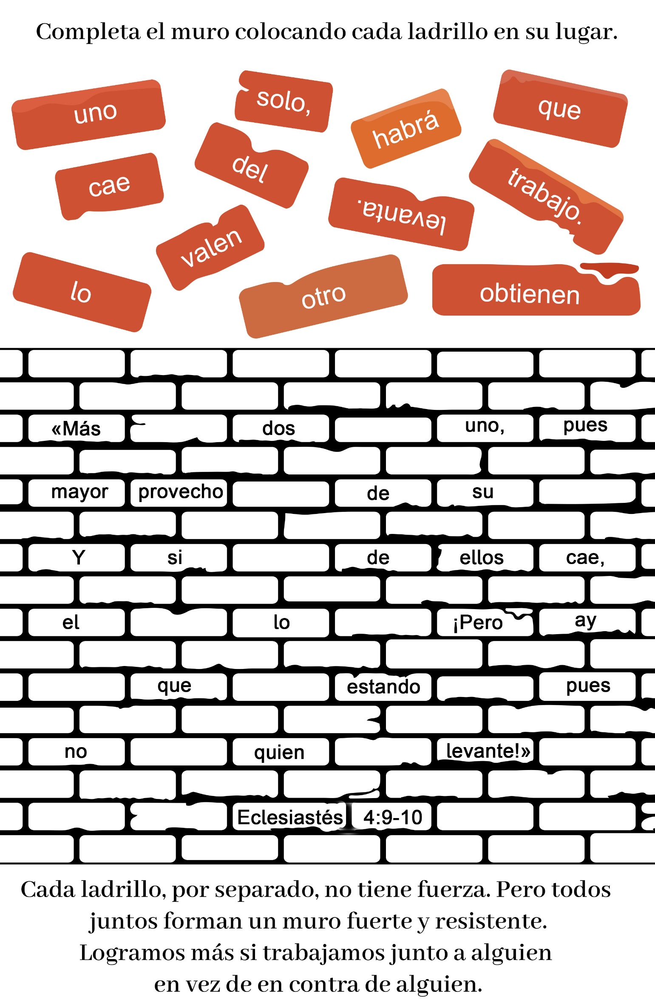 Completa el muro colocando cada ladrillo en su lugar.
uno
solo,
habrá
que
cae
del
levanta.
trabajo.
valen
lo
otro
obtienen
«Más dos uno, pues
mayor provecho de su
Y si de ellos cae,
el lo ¡Pero ay
que estando pues
no quien levante!»
Eclesiastés 4:9-10
Cada ladrillo, por separado, no tiene fuerza. Pero todos
juntos forman un muro fuerte y resistente.
Logramos más si trabajamos junto a alguien
en vez de en contra de alguien.